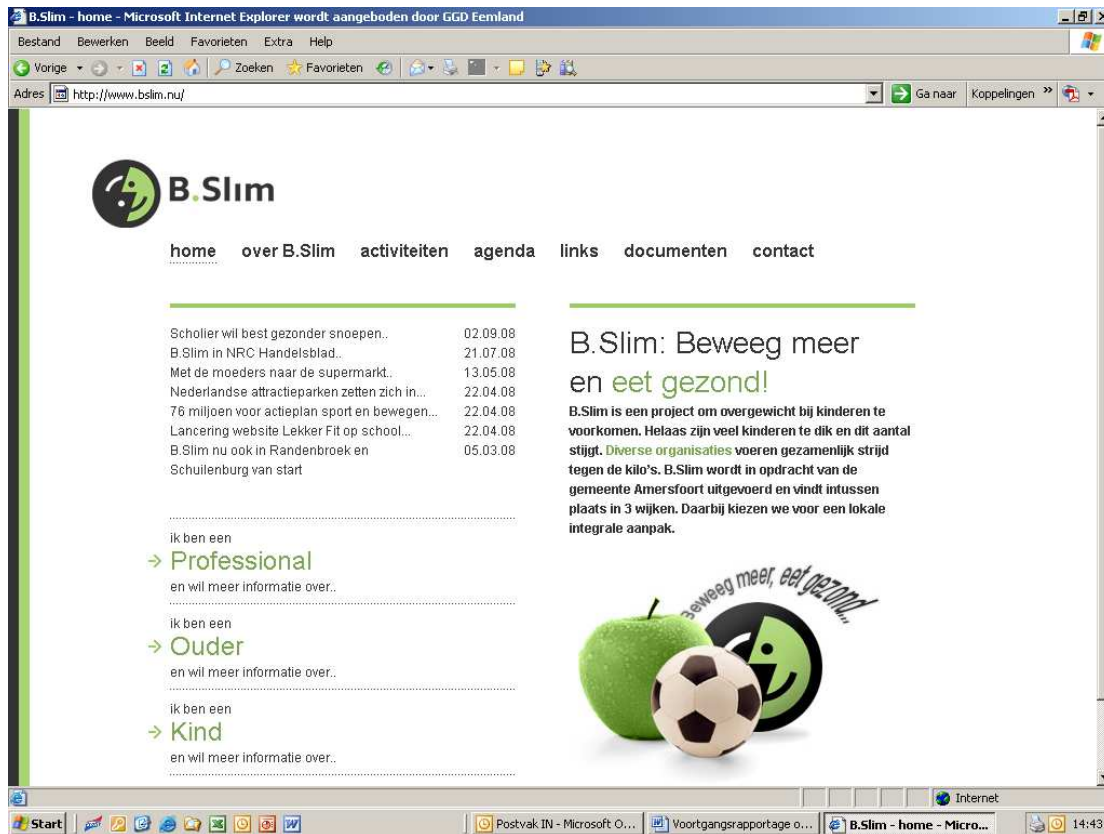 B.Slim - home - Microsoft Internet Explorer wordt aangeboden door GGD Eemland
Bestand Bewerken Beeld Favorieten Extra Help
Vorige Zoeken Favorieten
Adres http://www.bslim.nu/ Ga naar Koppelingen »
B.Slim
home over B.Slim activiteiten agenda links documenten contact
Scholier wil best gezonder snoepen.. 02.09.08
B.Slim in NRC Handelsblad.. 21.07.08
Met de moeders naar de supermarkt.. 13.05.08
Nederlandse attractieparken zetten zich in... 22.04.08
76 miljoen voor actieplan sport en bewegen... 22.04.08
Lancering website Lekker Fit op school... 22.04.08
B.Slim nu ook in Randenbroek en 05.03.08
Schuilenburg van start
ik ben een
Professional
en wil meer informatie over..
ik ben een
Ouder
en wil meer informatie over..
ik ben een
Kind
en wil meer informatie over..
B.Slim: Beweeg meer
en eet gezond!
B.Slim is een project om overgewicht bij kinderen te
voorkomen. Helaas zijn veel kinderen te dik en dit aantal
stijgt. Diverse organisaties voeren gezamenlijk strijd
tegen de kilo's. B.Slim wordt in opdracht van de
gemeente Amersfoort uitgevoerd en vindt intussen
plaats in 3 wijken. Daarbij kiezen we voor een lokale
integrale aanpak.
Beweeg meer, eet gezond...
Internet
Start Postvak IN - Microsoft O... Voortgangsrapportage o... B.Slim - home - Micro... 14:43